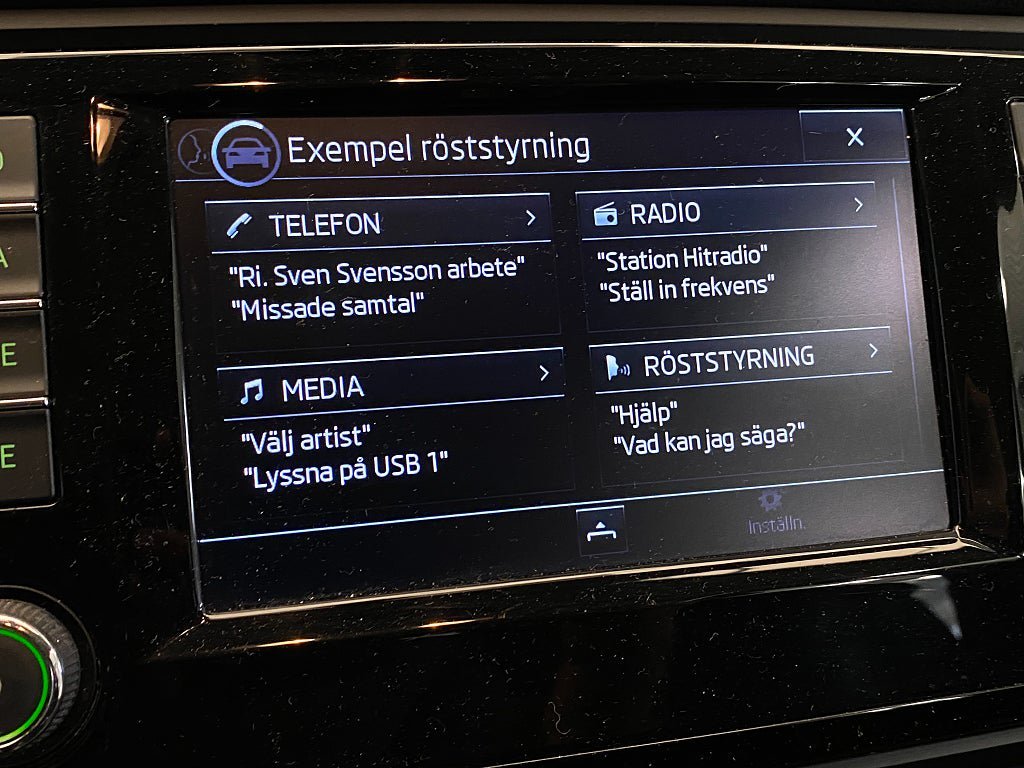 Exempel röststyrning
TELEFON
"Ri. Sven Svensson arbete"
"Missade samtal"
RADIO
"Station Hitradio"
"Ställ in frekvens"
MEDIA
"Välj artist"
"Lyssna på USB 1"
RÖSTSTYRNING
"Hjälp"
"Vad kan jag säga?"
Inställn.